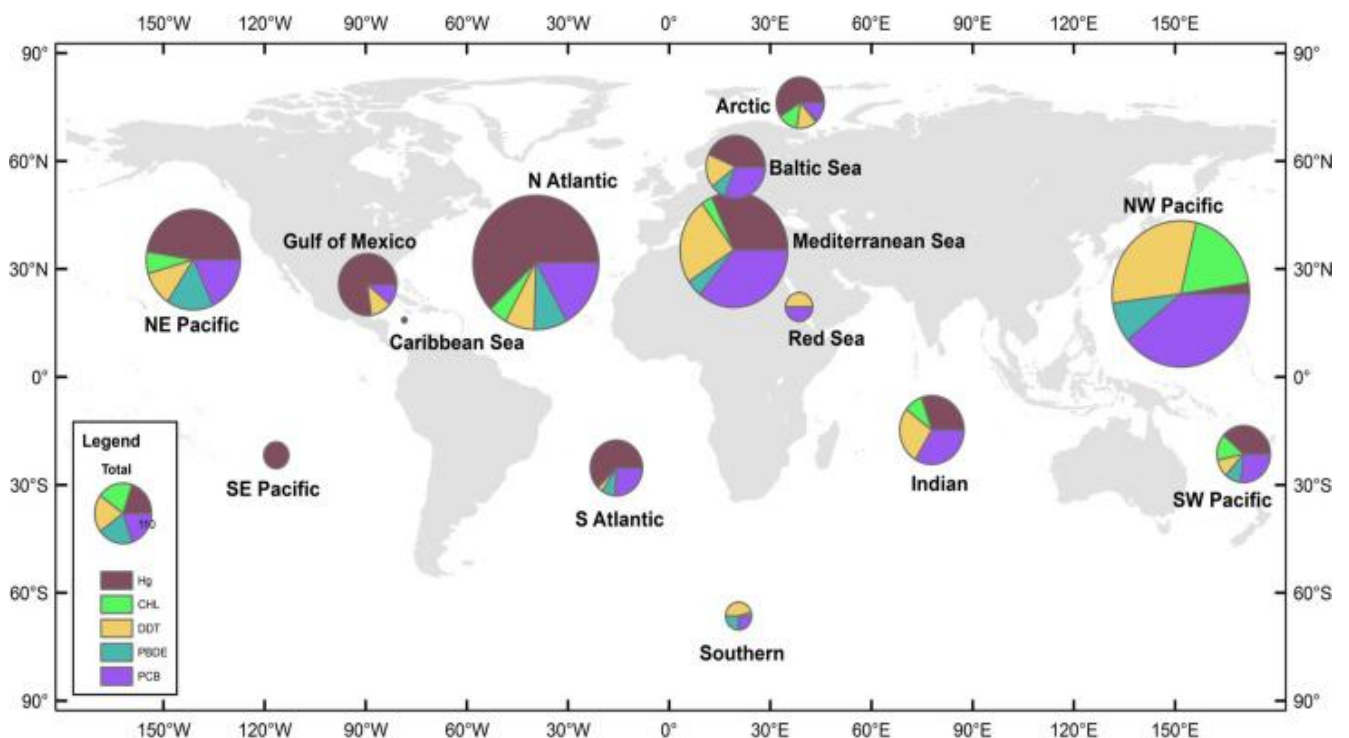 150°W 120°W 90°W 60°W 30°W 0° 30°E 60°E 90°E 120°E 150°E
90° 90°
Arctic
60°N 60°N
Baltic Sea
N Atlantic
NW Pacific
Gulf of Mexico
Mediterranean Sea
30°N 30°N
NE Pacific
Caribbean Sea
Red Sea
0° 0°
Legend
Total
110
Hg
CHL
DDT
PBDE
PCB
SE Pacific
S Atlantic
Indian
SW Pacific
30°S 30°S
60°S 60°S
Southern
90° 90°
150°W 120°W 90°W 60°W 30°W 0° 30°E 60°E 90°E 120°E 150°E